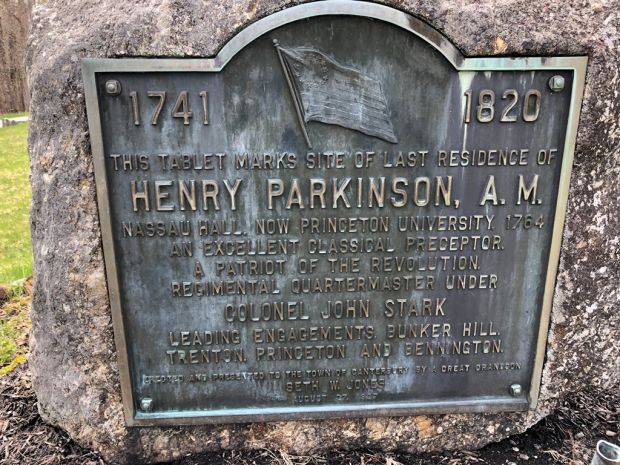 1741 1820
THIS TABLET MARKS SITE OF LAST RESIDENCE OF
HENRY PARKINSON, A.M.
NASSAU HALL, NOW PRINCETON UNIVERSITY, 1764
AN EXCELLENT CLASSICAL PRECEPTOR.
A PATRIOT OF THE REVOLUTION,
REGIMENTAL QUARTERMASTER UNDER
COLONEL JOHN STARK
LEADING ENGAGEMENTS, BUNKER HILL,
TRENTON, PRINCETON AND BENNINGTON.
ERECTED AND PRESENTED TO THE TOWN OF CANTERBURY BY A GREAT GRANDSON
SETH W. JONES
AUGUST 27,